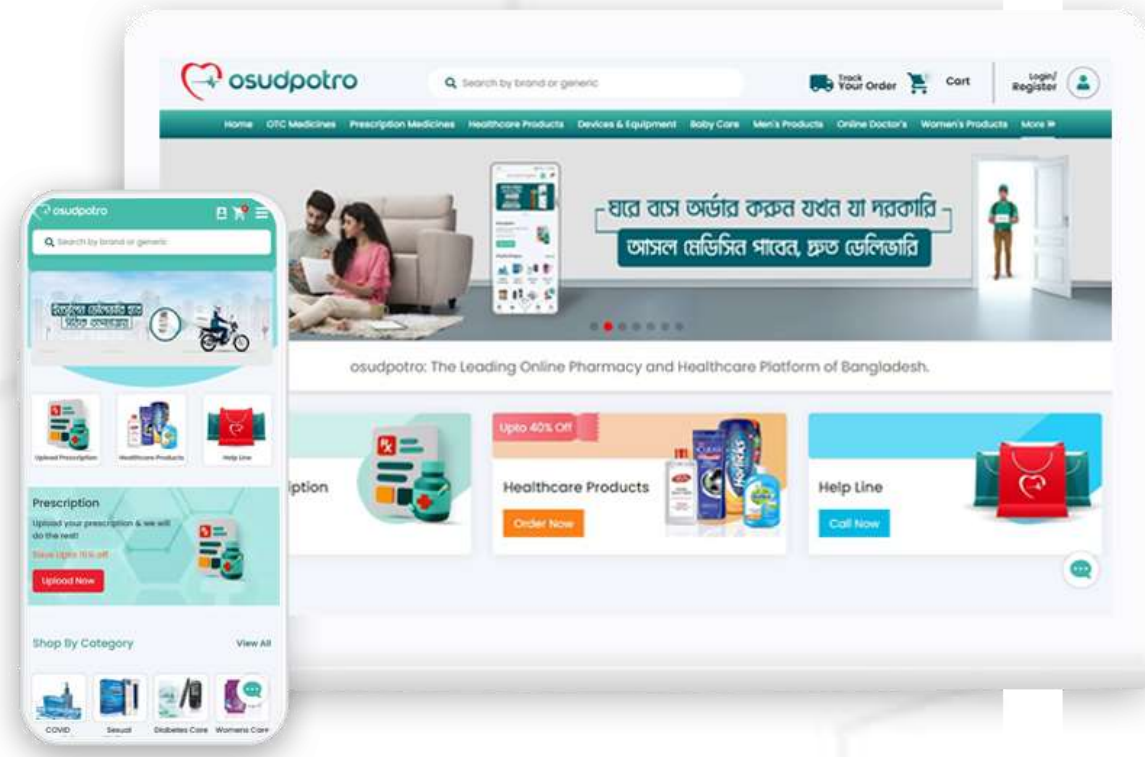 osudpotro
Search by brand or generic
Track
Your Order
Cart
Login/
Register
Home OTC Medicines Prescription Medicines Healthcare Products Devices & Equipment Baby Care Men's Products Online Doctor's Women's Products More
ঘরে বসে অর্ডার করুন যখন যা দরকারি
আসল মেডিসিন পাবেন, দ্রুত ডেলিভারি
osudpotro: The Leading Online Pharmacy and Healthcare Platform of Bangladesh.
iption
Upto 40% Off
Healthcare Products
Order Now
CLEAR
Horlicks
Help Line
Call Now
osudpotro
Search by brand or generic
Upload Prescription
Healthcare Products
Help Line
Prescription
Upload your prescription & we will
do the rest!
Upload Now
Shop By Category
View All
COVID
Sexual
Diabetes Care
Womens Care